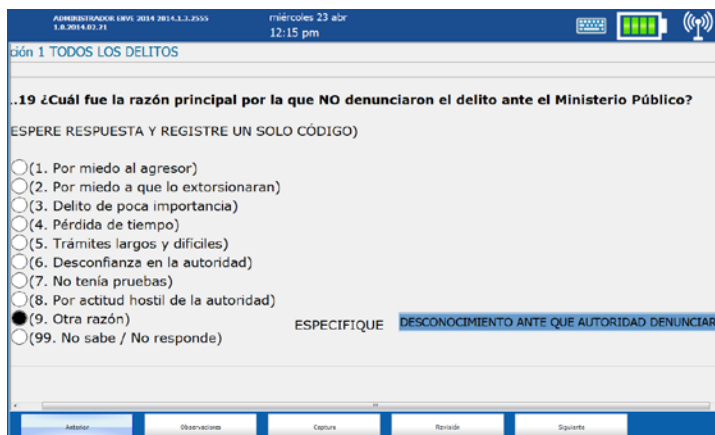 ADMINISTRADOR ENVE 2014 2014.1.3.2555
1.0.2014.02.21
miércoles 23 abr
12:15 pm
ción 1 TODOS LOS DELITOS
..19 ¿Cuál fue la razón principal por la que NO denunciaron el delito ante el Ministerio Público?
ESPERE RESPUESTA Y REGISTRE UN SOLO CÓDIGO)
(1. Por miedo al agresor)
(2. Por miedo a que lo extorsionaran)
(3. Delito de poca importancia)
(4. Pérdida de tiempo)
(5. Trámites largos y difíciles)
(6. Desconfianza en la autoridad)
(7. No tenía pruebas)
(8. Por actitud hostil de la autoridad)
(9. Otra razón)
ESPECIFIQUE DESCONOCIMIENTO ANTE QUE AUTORIDAD DENUNCIAR
(99. No sabe / No responde)
Anterior Observaciones Captura Revisión Siguiente